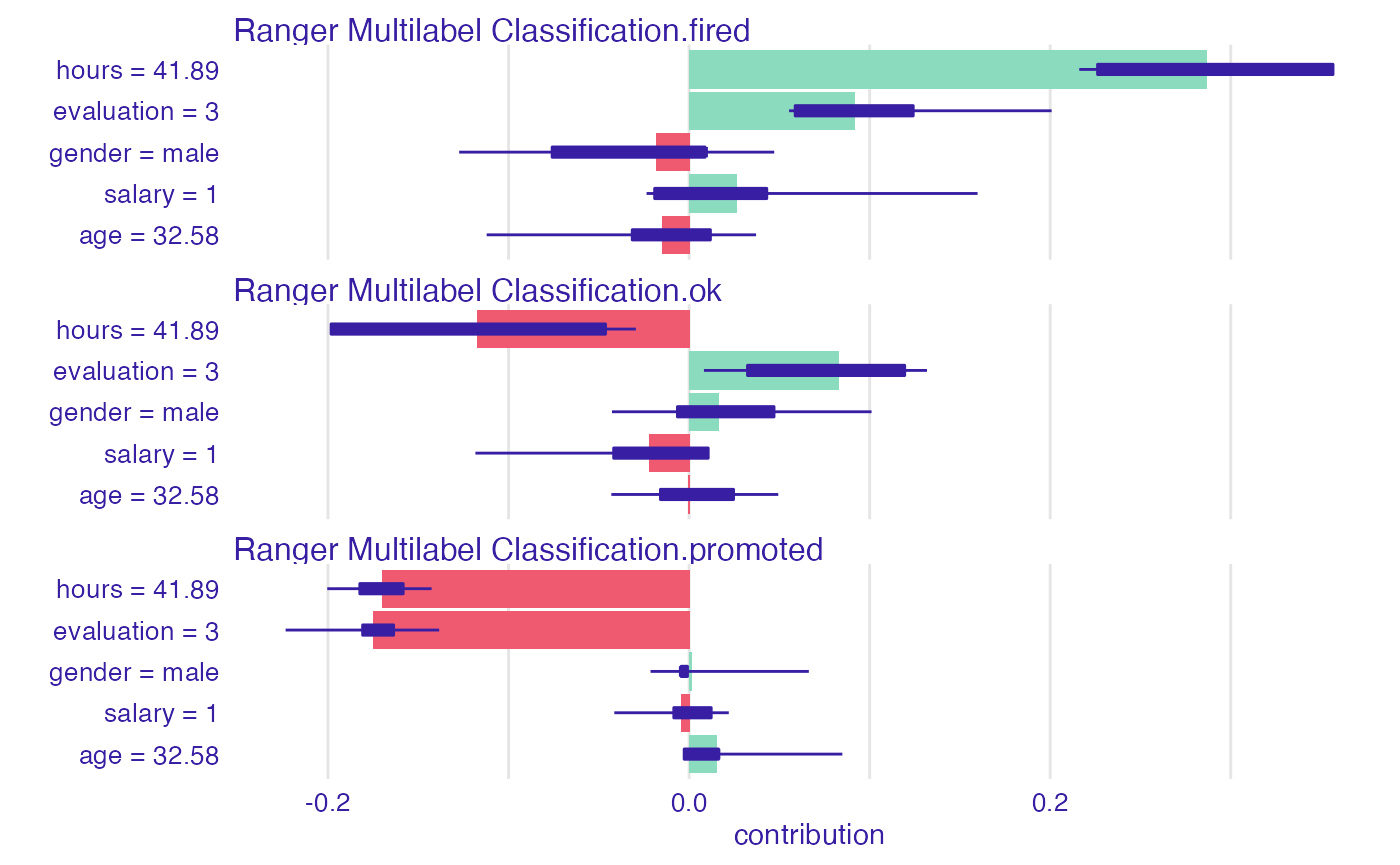 Ranger Multilabel Classification.fired
hours = 41.89
evaluation = 3
gender = male
salary = 1
age = 32.58
Ranger Multilabel Classification.ok
hours = 41.89
evaluation = 3
gender = male
salary = 1
age = 32.58
Ranger Multilabel Classification.promoted
hours = 41.89
evaluation = 3
gender = male
salary = 1
age = 32.58
-0.2 0.0 0.2
contribution